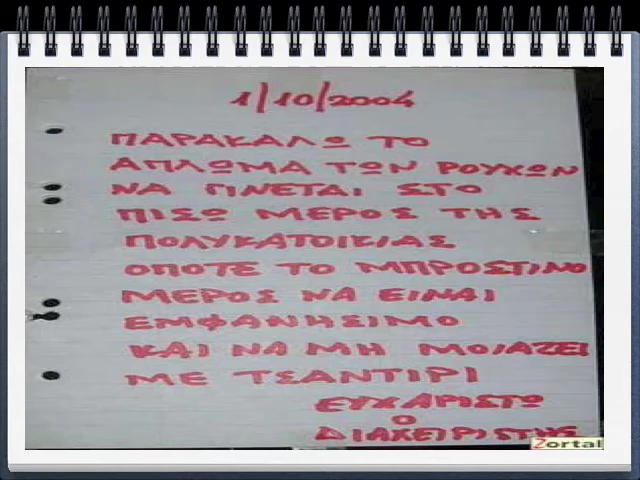 1/10/2004
ΠΑΡΑΚΑΛΩ ΤΟ
ΑΠΛΩΜΑ ΤΩΝ ΡΟΥΧΩΝ
ΝΑ ΓΙΝΕΤΑΙ ΣΤΟ
ΠΙΣΩ ΜΕΡΟΣ ΤΗΣ
ΠΟΛΥΚΑΤΟΙΚΙΑΣ
ΟΠΟΤΕ ΤΟ ΜΠΡΟΣΤΙΝΟ
ΜΕΡΟΣ ΝΑ ΕΙΝΑΙ
ΕΜΦΑΝΗΣΙΜΟ
ΚΑΙ ΝΑ ΜΗ ΜΟΙΑΖΕΙ
ΜΕ ΤΣΑΝΤΙΡΙ
ΕΥΧΑΡΙΣΤΩ
Ο
ΔΙΑΧΕΙΡΙΣΤΗΣ
Zortal